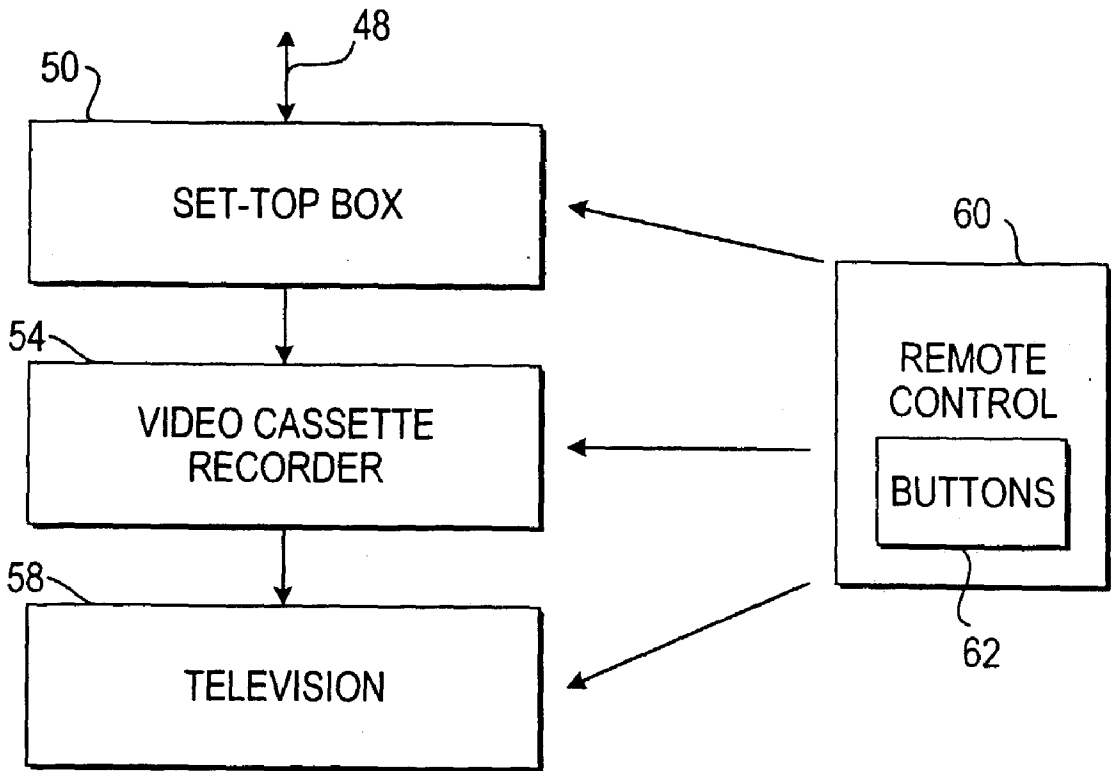 48
50
SET-TOP BOX
60
54
REMOTE
CONTROL
VIDEO CASSETTE
RECORDER
BUTTONS
58
62
TELEVISION